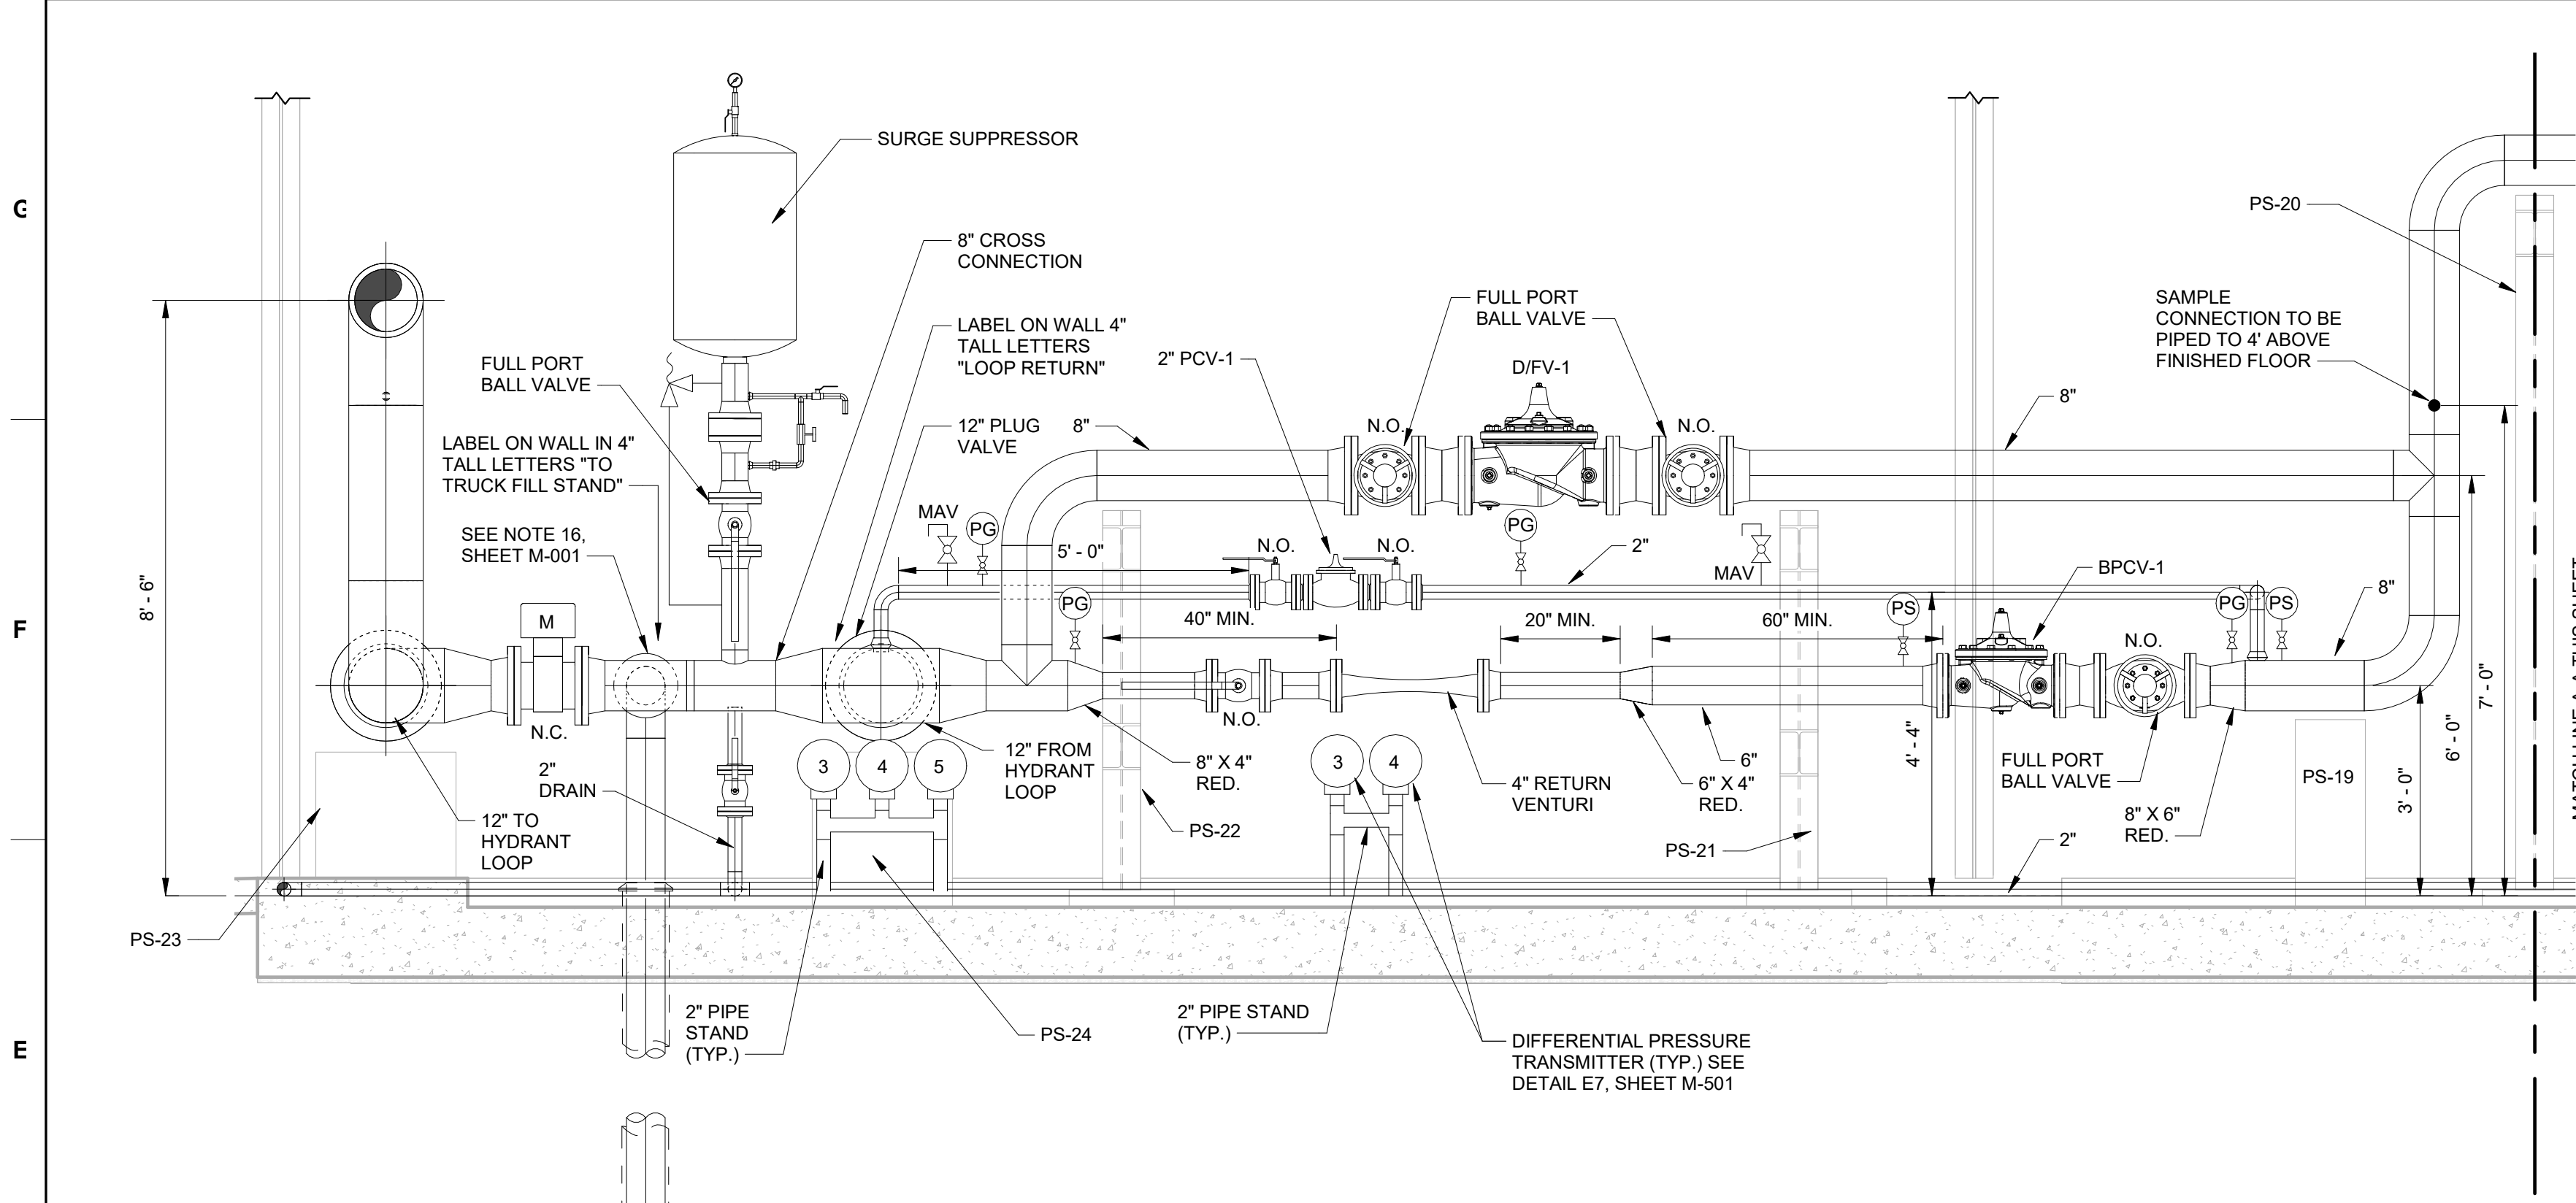 G
F
E
SURGE SUPPRESSOR
8" CROSS
CONNECTION
LABEL ON WALL 4"
TALL LETTERS
"LOOP RETURN"
12" PLUG
VALVE
8"
FULL PORT
BALL VALVE
LABEL ON WALL IN 4"
TALL LETTERS "TO
TRUCK FILL STAND"
SEE NOTE 16,
SHEET M-001
8' - 6"
M
N.C.
2"
DRAIN
12" TO
HYDRANT
LOOP
PS-23
2" PIPE
STAND
(TYP.)
3
4
5
PS-24
12" FROM
HYDRANT
LOOP
MAV
PG
5' - 0"
PG
2" PCV-1
N.O.
N.O.
FULL PORT
BALL VALVE
N.O.
D/FV-1
N.O.
PG
2"
MAV
40" MIN.
20" MIN.
60" MIN.
N.O.
8" X 4"
RED.
PS-22
3
4
2" PIPE STAND
(TYP.)
4" RETURN
VENTURI
DIFFERENTIAL PRESSURE
TRANSMITTER (TYP.) SEE
DETAIL E7, SHEET M-501
6" X 4"
RED.
6"
PS-21
PS
BPCV-1
N.O.
PG
PS
8"
8"
4' - 4"
FULL PORT
BALL VALVE
8" X 6"
RED.
2"
PS-19
3' - 0"
6' - 0"
7' - 0"
PS-20
SAMPLE
CONNECTION TO BE
PIPED TO 4' ABOVE
FINISHED FLOOR